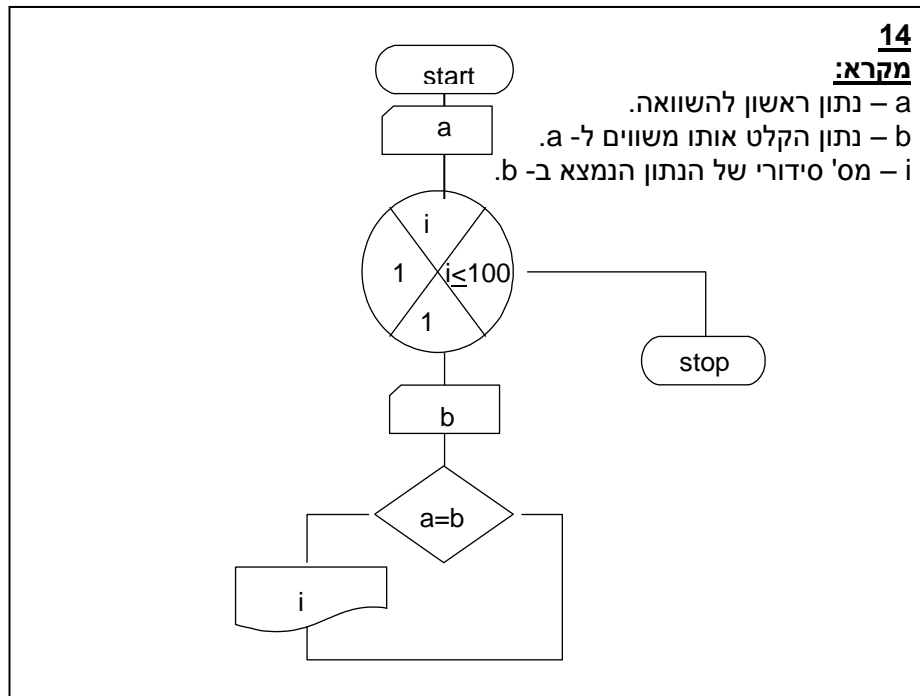 14
מקרא:
a – נתון ראשון להשוואה.
b – נתון הקלט אותו משווים ל- a.
i – מס' סידורי של הנתון הנמצא ב- b.
start
a
i
1
i≤100
1
stop
b
a=b
i